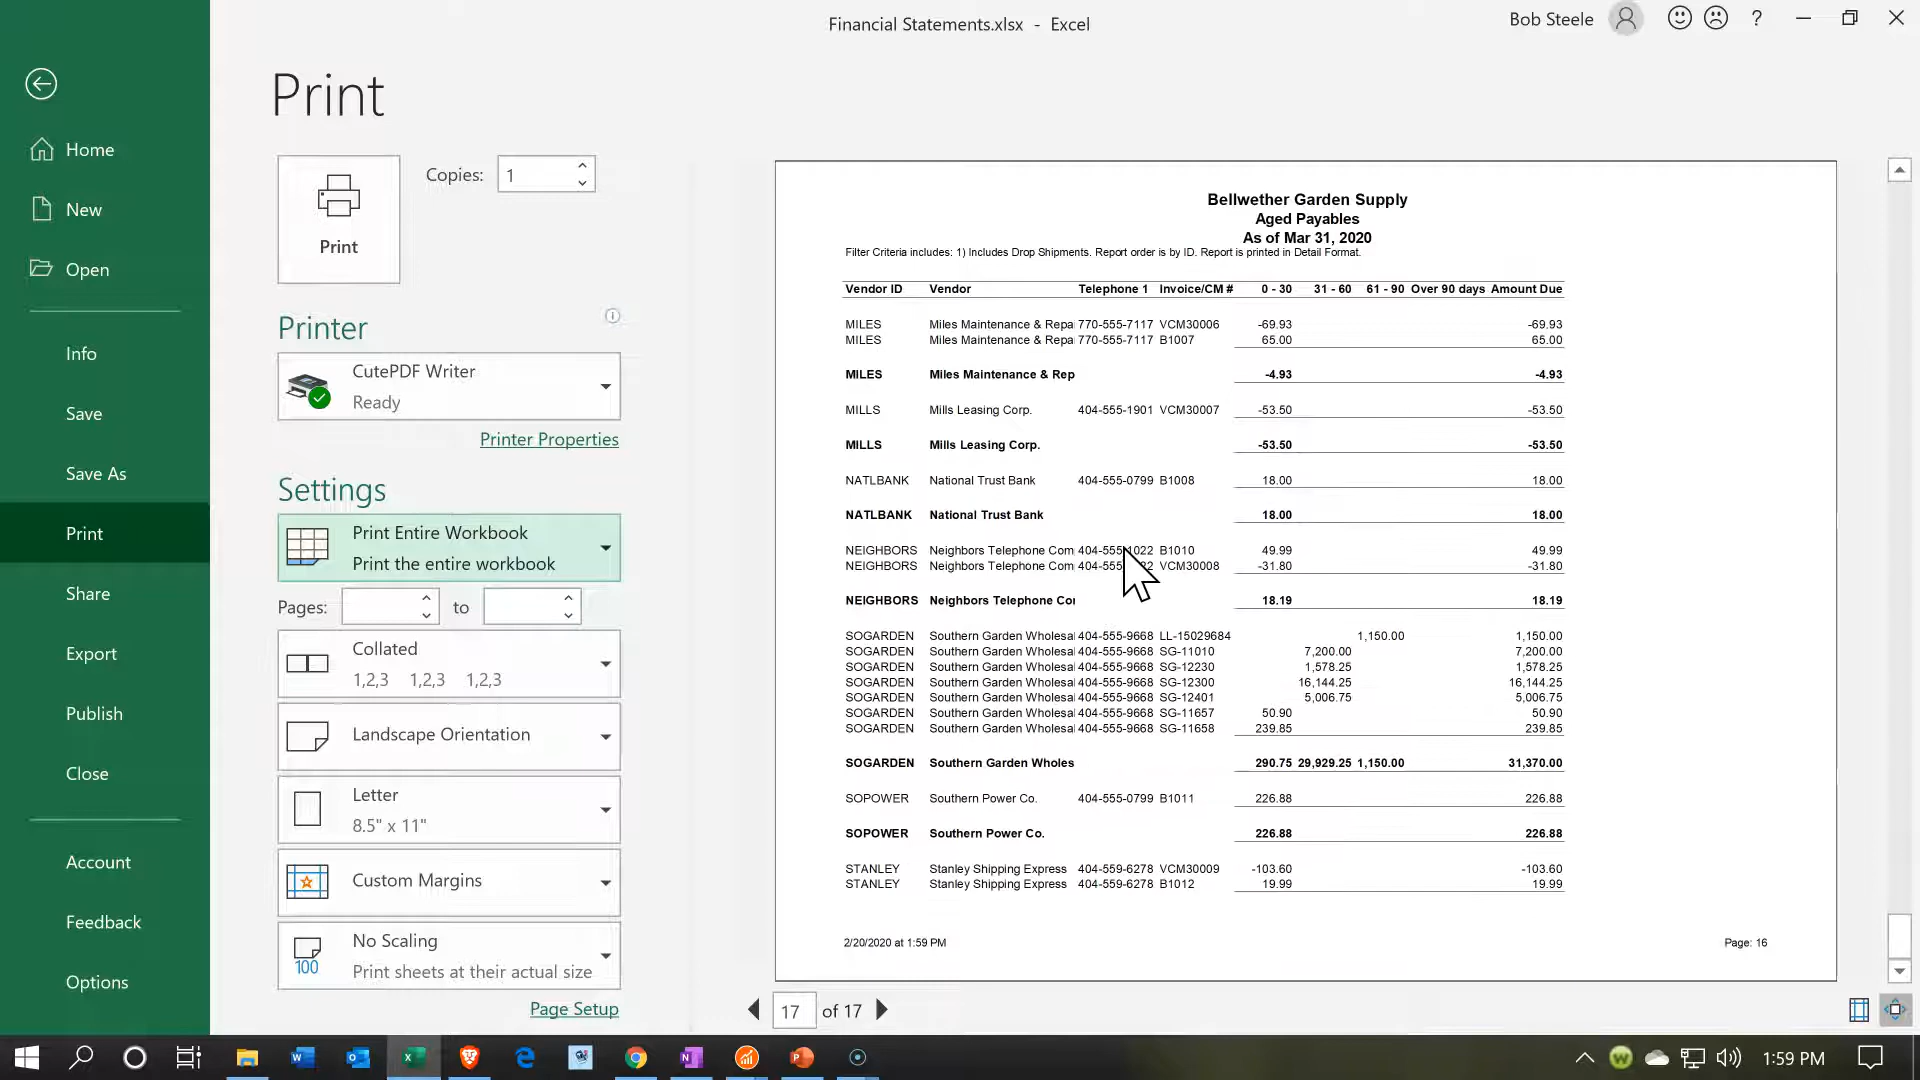 Financial Statements.xlsx - Excel
Bob Steele
?
Print
Home
New
Open
Info
Save
Save As
Print
Share
Export
Publish
Close
Account
Feedback
Options
Print
Copies: 1
Printer
CutePDF Writer
Ready
Printer Properties
Settings
Print Entire Workbook
Print the entire workbook
Pages: to
Collated
1,2,3 1,2,3 1,2,3
Landscape Orientation
Letter
8.5" x 11"
Custom Margins
No Scaling
100 Print sheets at their actual size
Page Setup
Bellwether Garden Supply
Aged Payables
As of Mar 31, 2020
Filter Criteria includes: 1) Includes Drop Shipments. Report order is by ID. Report is printed in Detail Format.
Vendor ID Vendor Telephone 1 Invoice/CM # 0 - 30 31 - 60 61 - 90 Over 90 days Amount Due
MILES Miles Maintenance & Repa 770-555-7117 VCM30006 -69.93 -69.93
MILES Miles Maintenance & Repa 770-555-7117 B1007 65.00 65.00
MILES Miles Maintenance & Rep -4.93 -4.93
MILLS Mills Leasing Corp. 404-555-1901 VCM30007 -53.50 -53.50
MILLS Mills Leasing Corp. -53.50 -53.50
NATLBANK National Trust Bank 404-555-0799 B1008 18.00 18.00
NATLBANK National Trust Bank 18.00 18.00
NEIGHBORS Neighbors Telephone Com 404-555-1022 B1010 49.99 49.99
NEIGHBORS Neighbors Telephone Com VCM30008 -31.80 -31.80
NEIGHBORS Neighbors Telephone Co 18.19 18.19
SOGARDEN Southern Garden Wholesa 404-555-9668 LL-15029684 1,150.00 1,150.00
SOGARDEN Southern Garden Wholesa 404-555-9668 SG-11010 7,200.00 7,200.00
SOGARDEN Southern Garden Wholesa 404-555-9668 SG-12230 1,578.25 1,578.25
SOGARDEN Southern Garden Wholesa 404-555-9668 SG-12300 16,144.25 16,144.25
SOGARDEN Southern Garden Wholesa 404-555-9668 SG-12401 5,006.75 5,006.75
SOGARDEN Southern Garden Wholesa 404-555-9668 SG-11657 50.90 50.90
SOGARDEN Southern Garden Wholesa 404-555-9668 SG-11658 239.85 239.85
SOGARDEN Southern Garden Wholes 290.75 29,929.25 1,150.00 31,370.00
SOPOWER Southern Power Co. 404-555-0799 B1011 226.88 226.88
SOPOWER Southern Power Co. 226.88 226.88
STANLEY Stanley Shipping Express 404-559-6278 VCM30009 -103.60 -103.60
STANLEY Stanley Shipping Express 404-559-6278 B1012 19.99 19.99
2/20/2020 at 1:59 PM Page: 16
17 of 17
1:59 PM